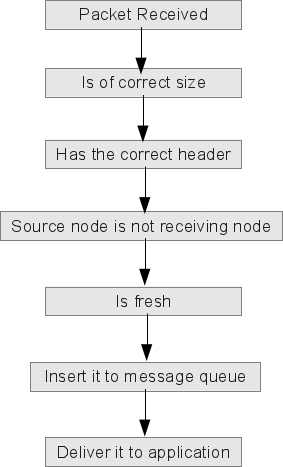 Packet Received
Is of correct size
Has the correct header
Source node is not receiving node
Is fresh
Insert it to message queue
Deliver it to application